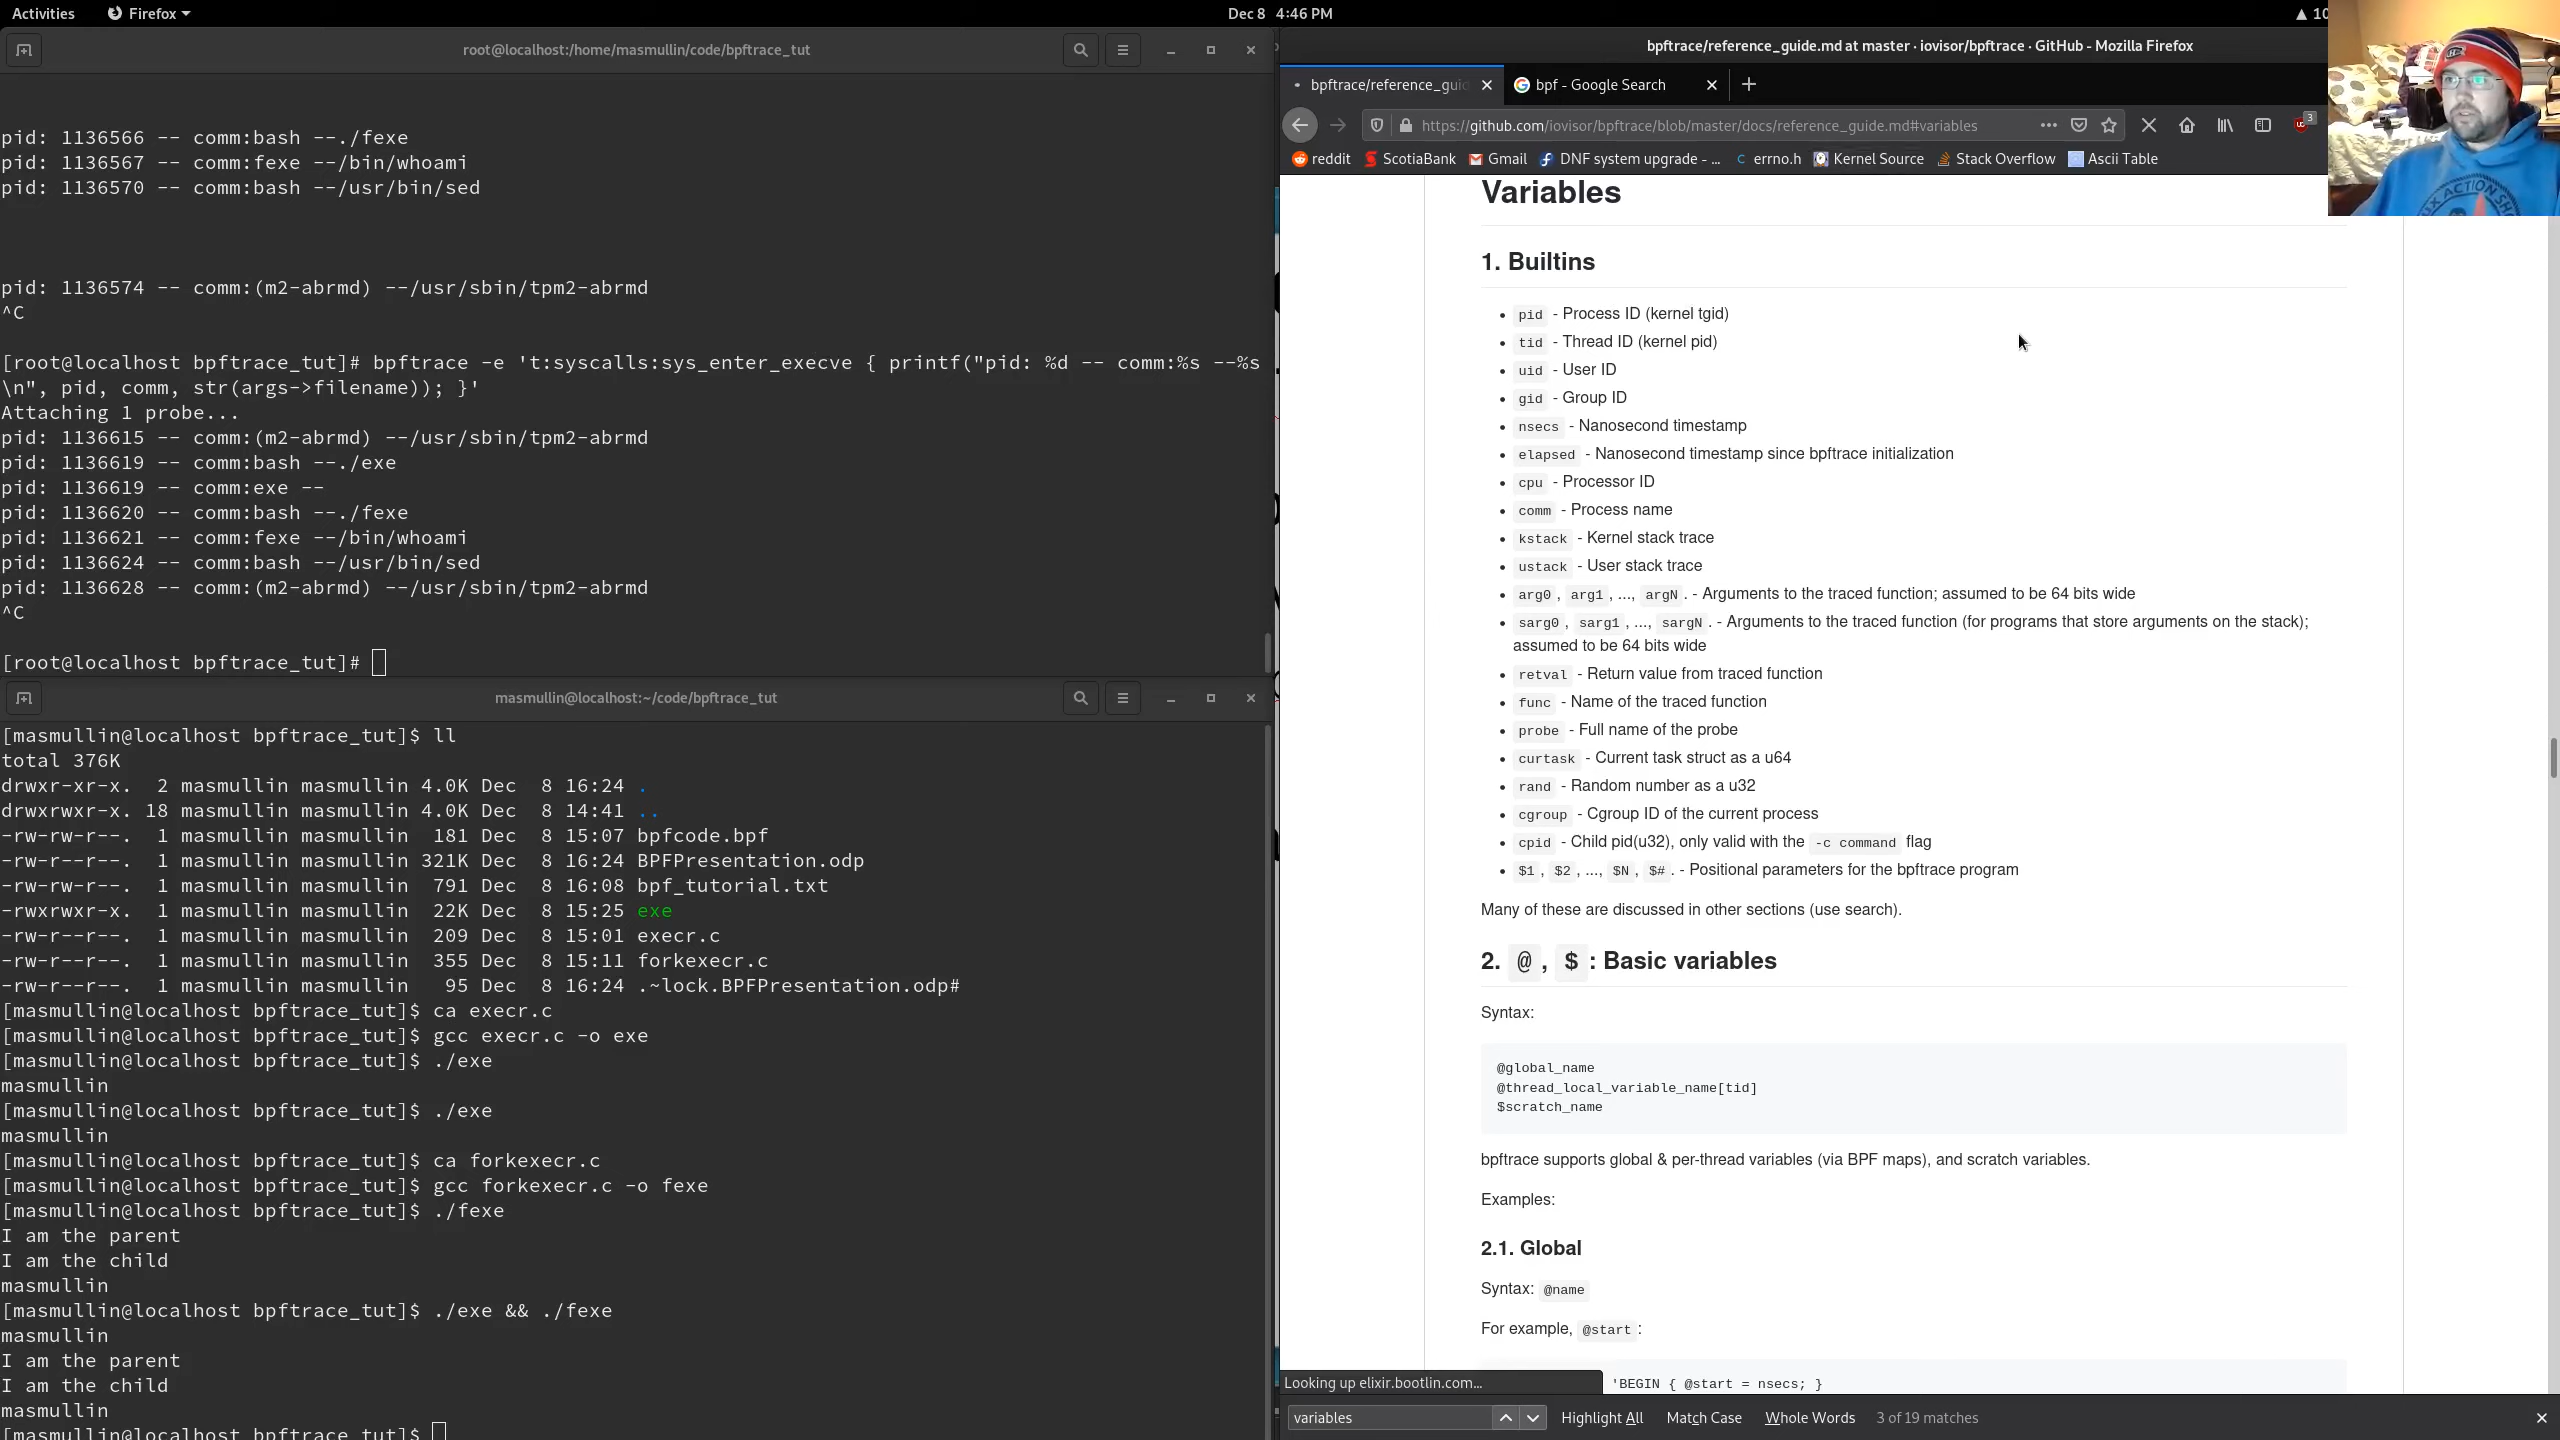 Activities Firefox Dec 8 4:46 PM 10
root@localhost:/home/masmullin/code/bpftrace_tut
pid: 1136566 -- comm:bash --./fexe
pid: 1136567 -- comm:fexe --/bin/whoami
pid: 1136570 -- comm:bash --/usr/bin/sed
pid: 1136574 -- comm:(m2-abrmd) --/usr/sbin/tpm2-abrmd
^C
[root@localhost bpftrace_tut]# bpftrace -e 't:syscalls:sys_enter_execve { printf("pid: %d -- comm:%s --%s
\n", pid, comm, str(args->filename)); }'
Attaching 1 probe...
pid: 1136615 -- comm:(m2-abrmd) --/usr/sbin/tpm2-abrmd
pid: 1136619 -- comm:bash --./exe
pid: 1136619 -- comm:exe --
pid: 1136620 -- comm:bash --./fexe
pid: 1136621 -- comm:fexe --/bin/whoami
pid: 1136624 -- comm:bash --/usr/bin/sed
pid: 1136628 -- comm:(m2-abrmd) --/usr/sbin/tpm2-abrmd
^C
[root@localhost bpftrace_tut]#
masmullin@localhost:~/code/bpftrace_tut
[masmullin@localhost bpftrace_tut]$ ll
total 376K
drwxr-xr-x. 2 masmullin masmullin 4.0K Dec 8 16:24 .
drwxrwxr-x. 18 masmullin masmullin 4.0K Dec 8 14:41 ..
-rw-rw-r--. 1 masmullin masmullin 181 Dec 8 15:07 bpfcode.bpf
-rw-r--r--. 1 masmullin masmullin 321K Dec 8 16:24 BPFPresentation.odp
-rw-rw-r--. 1 masmullin masmullin 791 Dec 8 16:08 bpf_tutorial.txt
-rwxrwxr-x. 1 masmullin masmullin 22K Dec 8 15:25 exe
-rw-r--r--. 1 masmullin masmullin 209 Dec 8 15:01 execr.c
-rw-r--r--. 1 masmullin masmullin 355 Dec 8 15:11 forkexecr.c
-rw-r--r--. 1 masmullin masmullin 95 Dec 8 16:24 .~lock.BPFPresentation.odp#
[masmullin@localhost bpftrace_tut]$ ca execr.c
[masmullin@localhost bpftrace_tut]$ gcc execr.c -o exe
[masmullin@localhost bpftrace_tut]$ ./exe
masmullin
[masmullin@localhost bpftrace_tut]$ ./exe
masmullin
[masmullin@localhost bpftrace_tut]$ ca forkexecr.c
[masmullin@localhost bpftrace_tut]$ gcc forkexecr.c -o fexe
[masmullin@localhost bpftrace_tut]$ ./fexe
I am the parent
I am the child
masmullin
[masmullin@localhost bpftrace_tut]$ ./exe && ./fexe
masmullin
I am the parent
I am the child
masmullin
[masmullin@localhost bpftrace_tut]$
bpftrace/reference_guide.md at master · iovisor/bpftrace · GitHub - Mozilla Firefox
bpftrace/reference_guid bpf - Google Search
https://github.com/iovisor/bpftrace/blob/master/docs/reference_guide.md#variables 3
reddit ScotiaBank Gmail DNF system upgrade - ... errno.h Kernel Source Stack Overflow Ascii Table
Variables
1. Builtins
• pid - Process ID (kernel tgid)
• tid - Thread ID (kernel pid)
• uid - User ID
• gid - Group ID
• nsecs - Nanosecond timestamp
• elapsed - Nanosecond timestamp since bpftrace initialization
• cpu - Processor ID
• comm - Process name
• kstack - Kernel stack trace
• ustack - User stack trace
• arg0 , arg1 , ..., argN . - Arguments to the traced function; assumed to be 64 bits wide
• sarg0 , sarg1 , ..., sargN . - Arguments to the traced function (for programs that store arguments on the stack);
assumed to be 64 bits wide
• retval - Return value from traced function
• func - Name of the traced function
• probe - Full name of the probe
• curtask - Current task struct as a u64
• rand - Random number as a u32
• cgroup - Cgroup ID of the current process
• cpid - Child pid(u32), only valid with the -c command flag
• $1 , $2 , ..., $N , $# . - Positional parameters for the bpftrace program
Many of these are discussed in other sections (use search).
2. @ , $ : Basic variables
Syntax:
@global_name
@thread_local_variable_name[tid]
$scratch_name
bpftrace supports global & per-thread variables (via BPF maps), and scratch variables.
Examples:
2.1. Global
Syntax: @name
For example, @start :
Looking up elixir.bootlin.com... 'BEGIN { @start = nsecs; }
variables Highlight All Match Case Whole Words 3 of 19 matches